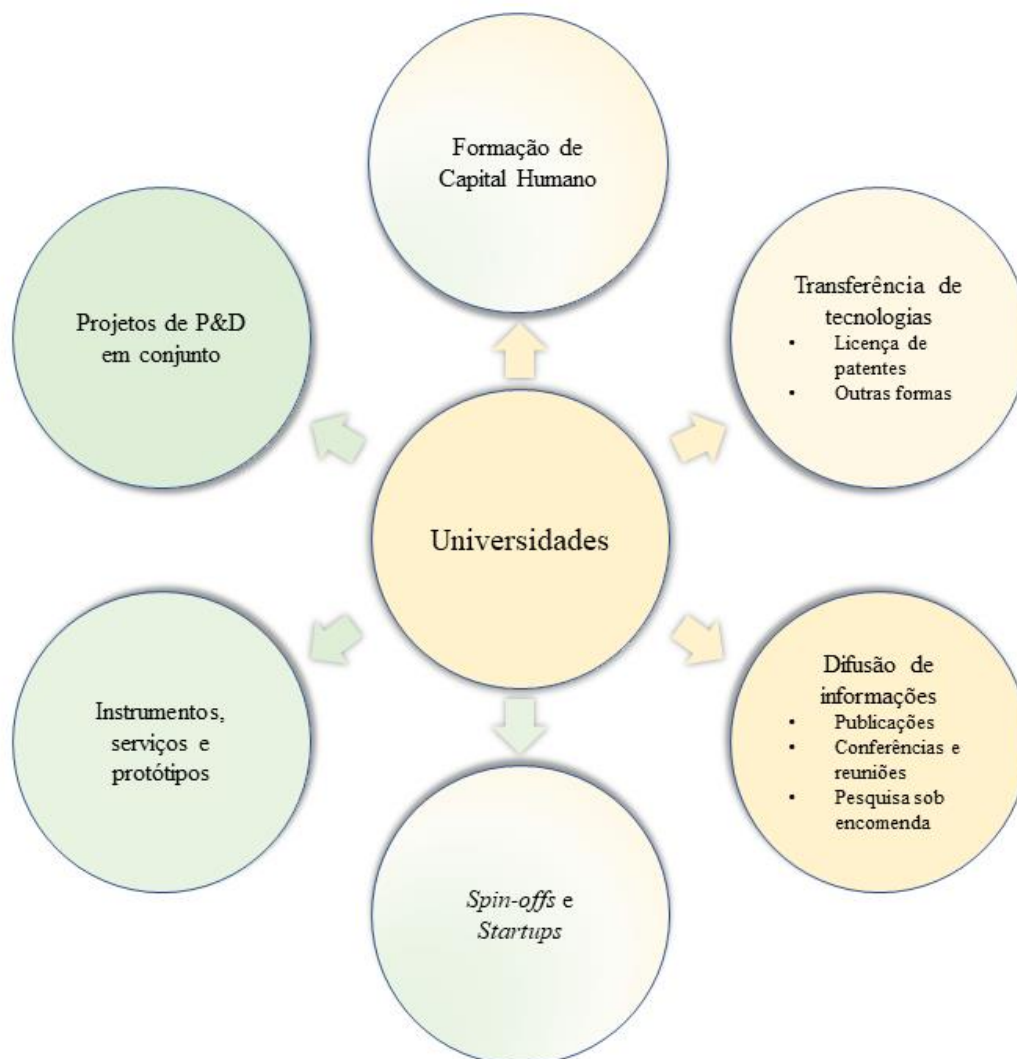 Formação de
Capital Humano
Projetos de P&D
em conjunto
Transferência de
tecnologias
• Licença de
patentes
• Outras formas
Universidades
Instrumentos,
serviços e
protótipos
Difusão de
informações
• Publicações
• Conferências e
reuniões
• Pesquisa sob
encomenda
Spin-offs e
Startups